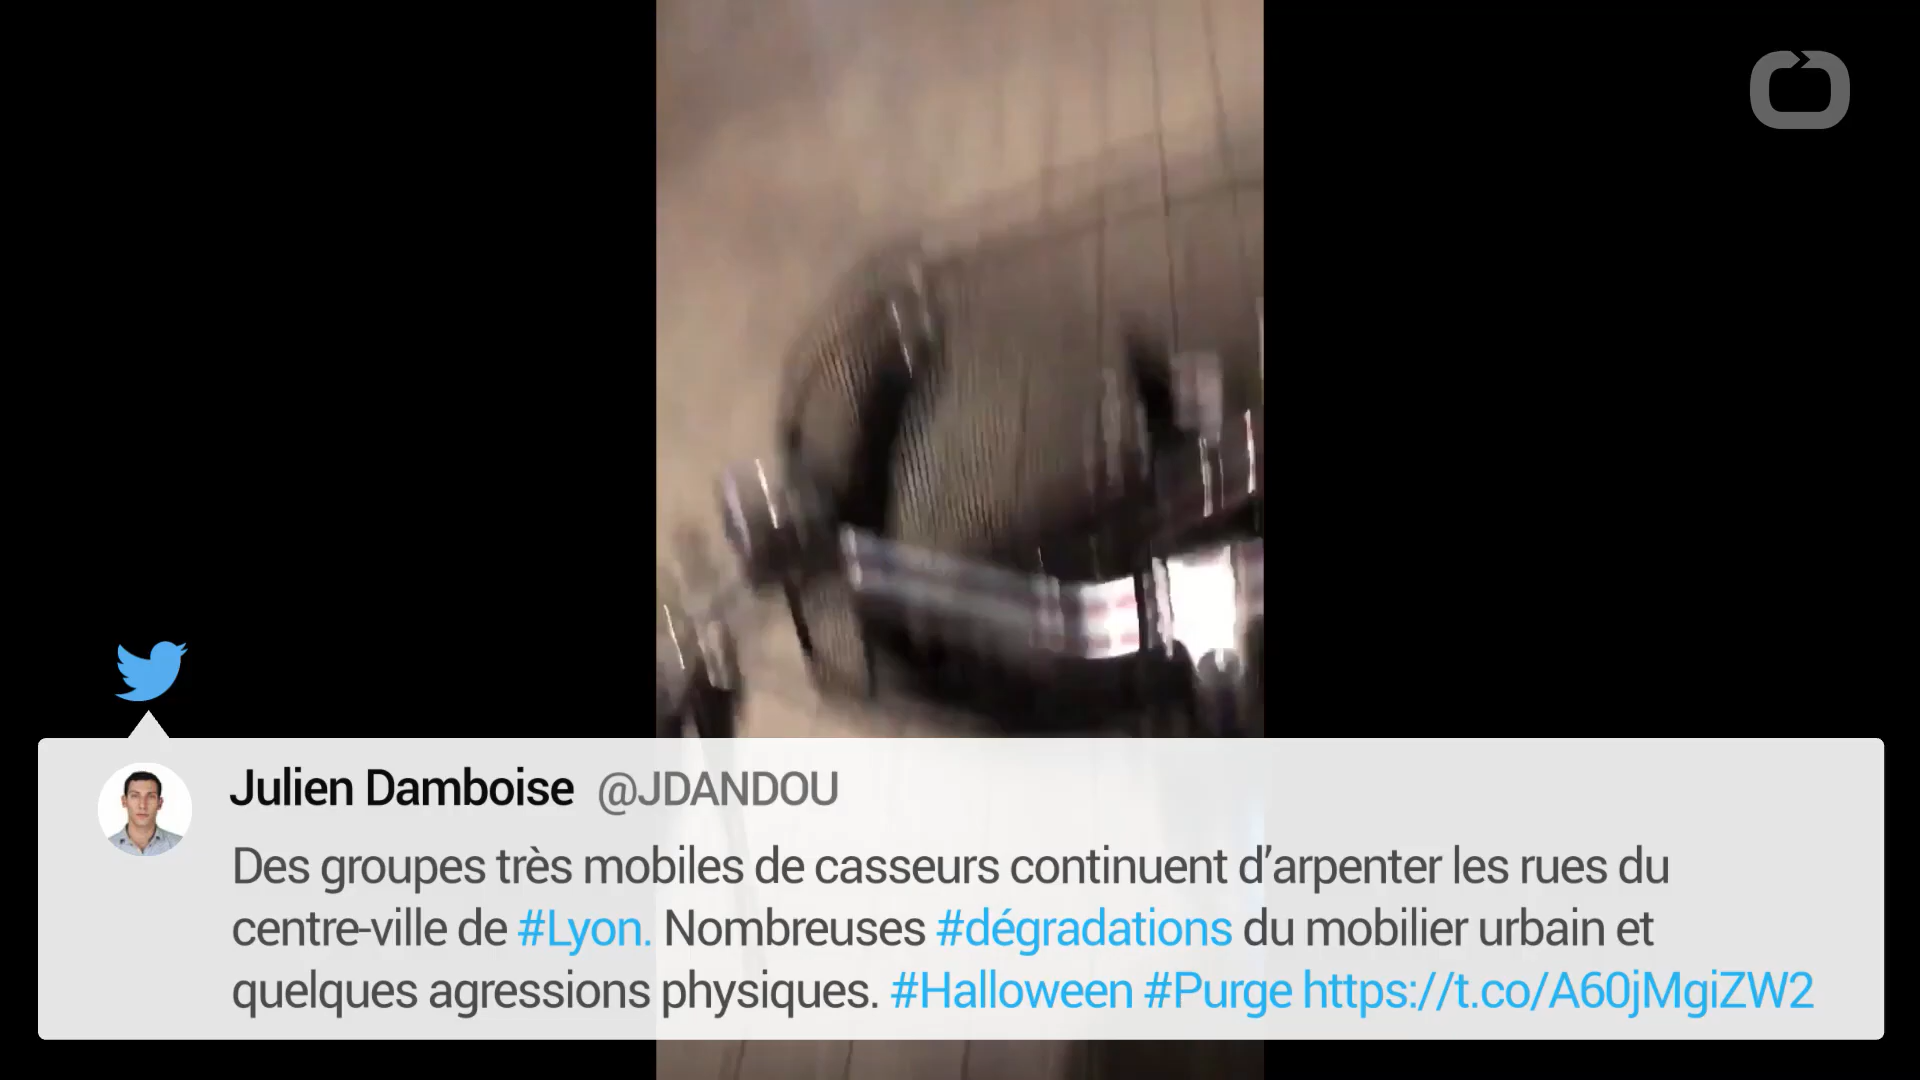 Julien Damboise @JDANDOU
Des groupes très mobiles de casseurs continuent d’arpenter les rues du
centre-ville de #Lyon. Nombreuses #dégradations du mobilier urbain et
quelques agressions physiques. #Halloween #Purge https://t.co/A60jMgiZW2